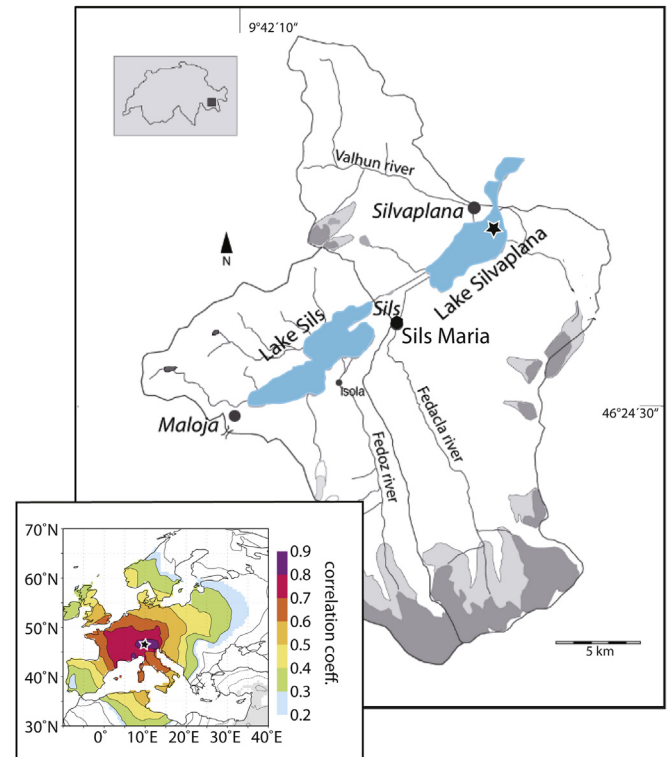 9˚42´10˝
Valhun river
Silvaplana
N
Lake Silvaplana
Lake Sils
Sils
Sils Maria
Isola
46˚24´30˝
Maloja
Fedacla river
Fedoz river
5 km
70˚N
60˚N
50˚N
40˚N
30˚N
0˚
10˚E
20˚E
30˚E
40˚E
0.9
0.8
0.7
0.6
0.5
0.4
0.3
0.2
correlation coeff.